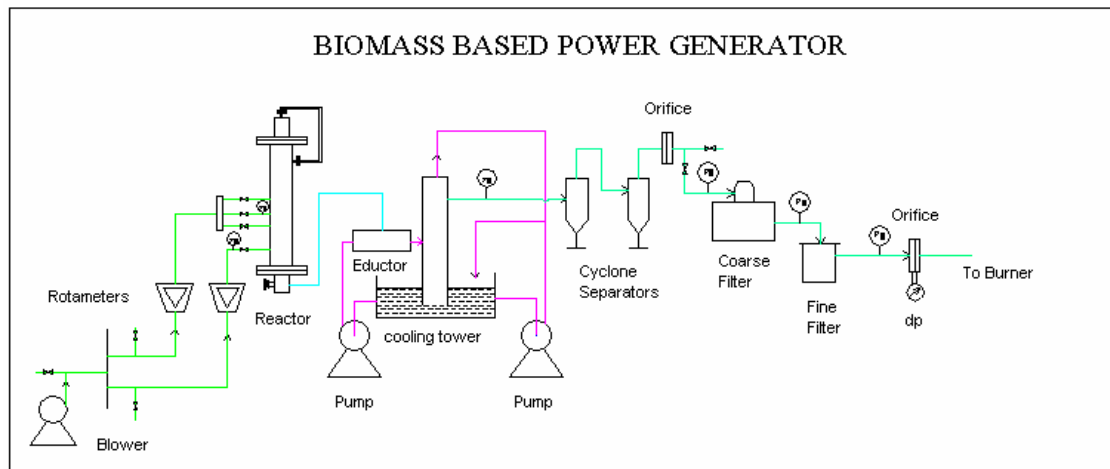 BIOMASS BASED POWER GENERATOR
Orifice
Rotameters
Reactor
Eductor
cooling tower
Cyclone
Separators
Coarse
Filter
Orifice
To Burner
Fine
Filter
dp
Pump
Pump
Blower